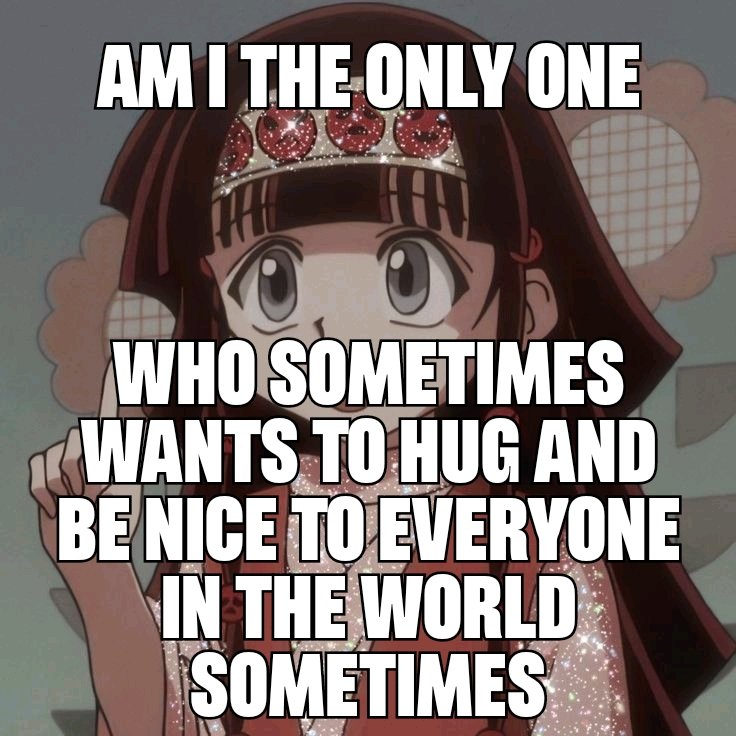 AM I THE ONLY ONE
WHO SOMETIMES
WANTS TO HUG AND
BE NICE TO EVERYONE
IN THE WORLD
SOMETIMES